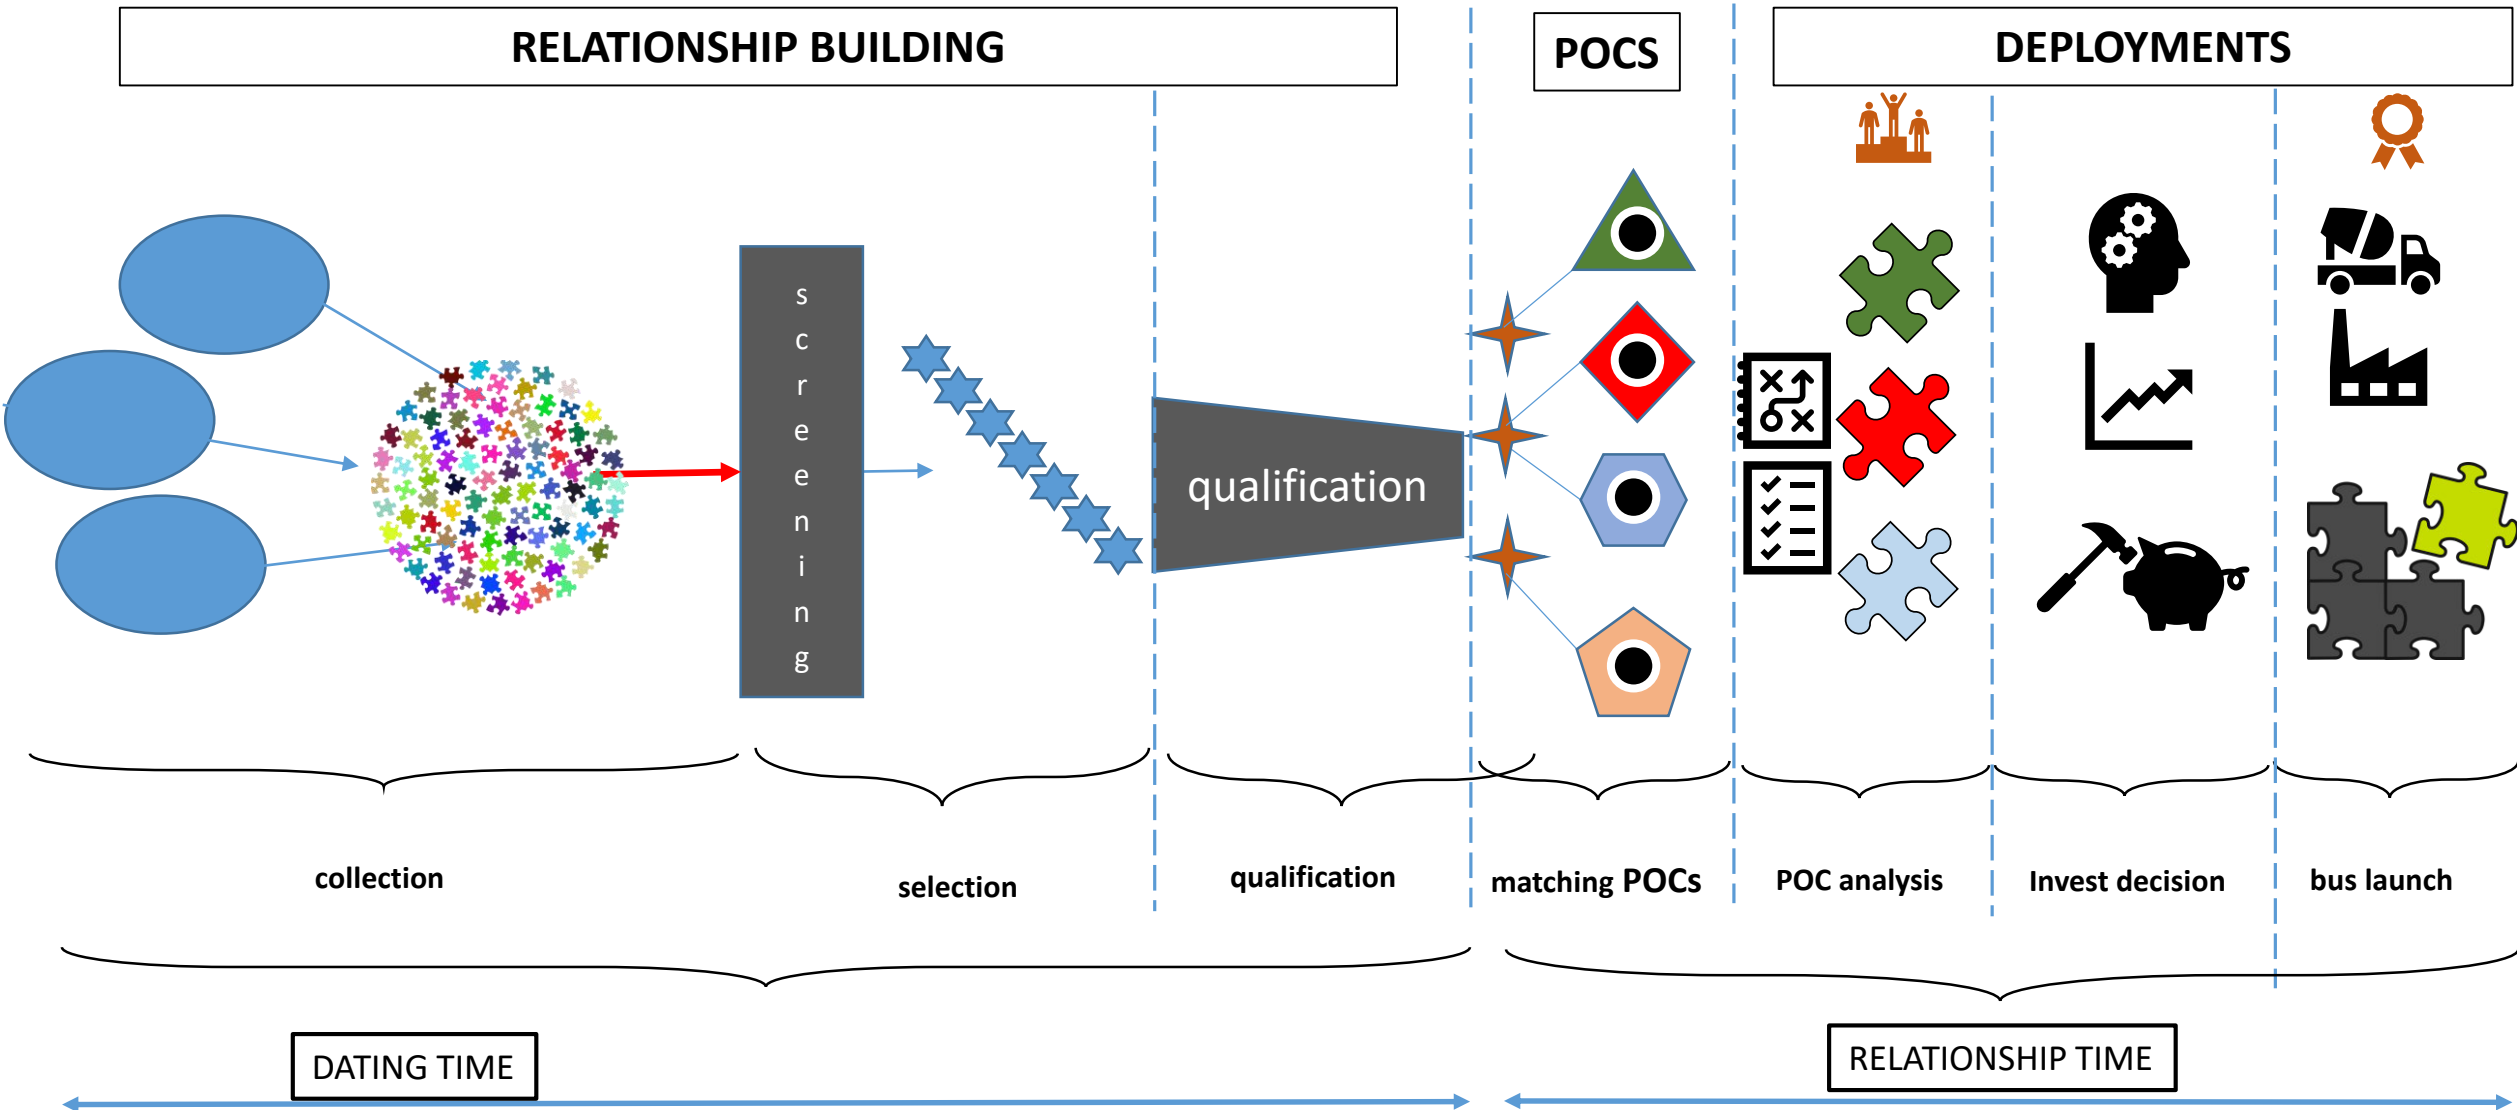 RELATIONSHIP BUILDING
POCS
DEPLOYMENTS
screening
qualification
collection
selection
qualification
matching POCs
POC analysis
Invest decision
bus launch
DATING TIME
RELATIONSHIP TIME